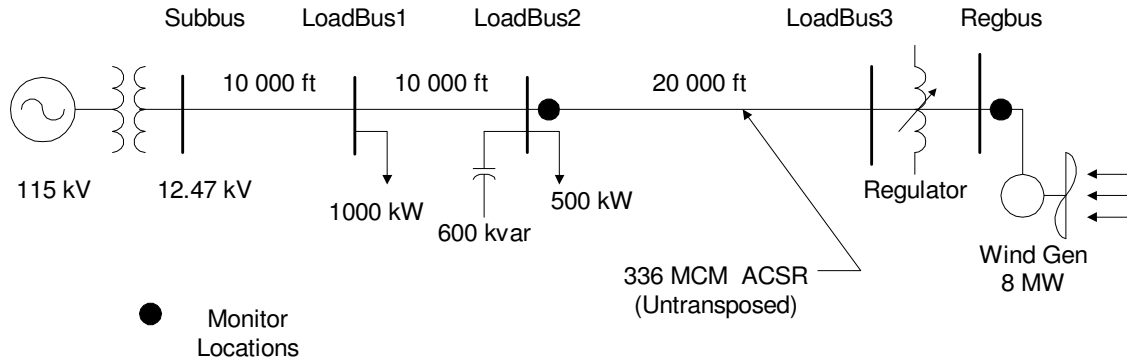 Subbus
LoadBus1
LoadBus2
LoadBus3
Regbus
10 000 ft
10 000 ft
20 000 ft
115 kV
12.47 kV
1000 kW
600 kvar
500 kW
Regulator
Wind Gen
8 MW
336 MCM ACSR
(Untransposed)
Monitor
Locations